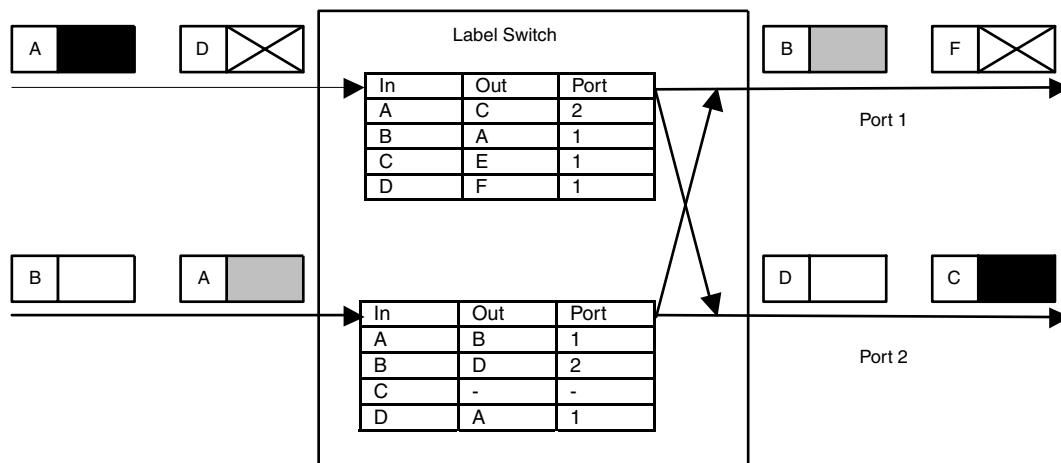 Label Switch
A D
In Out Port
A C 2
B A 1
C E 1
D F 1
B F
Port 1
B A
In Out Port
A B 1
B D 2
C - -
D A 1
D C
Port 2